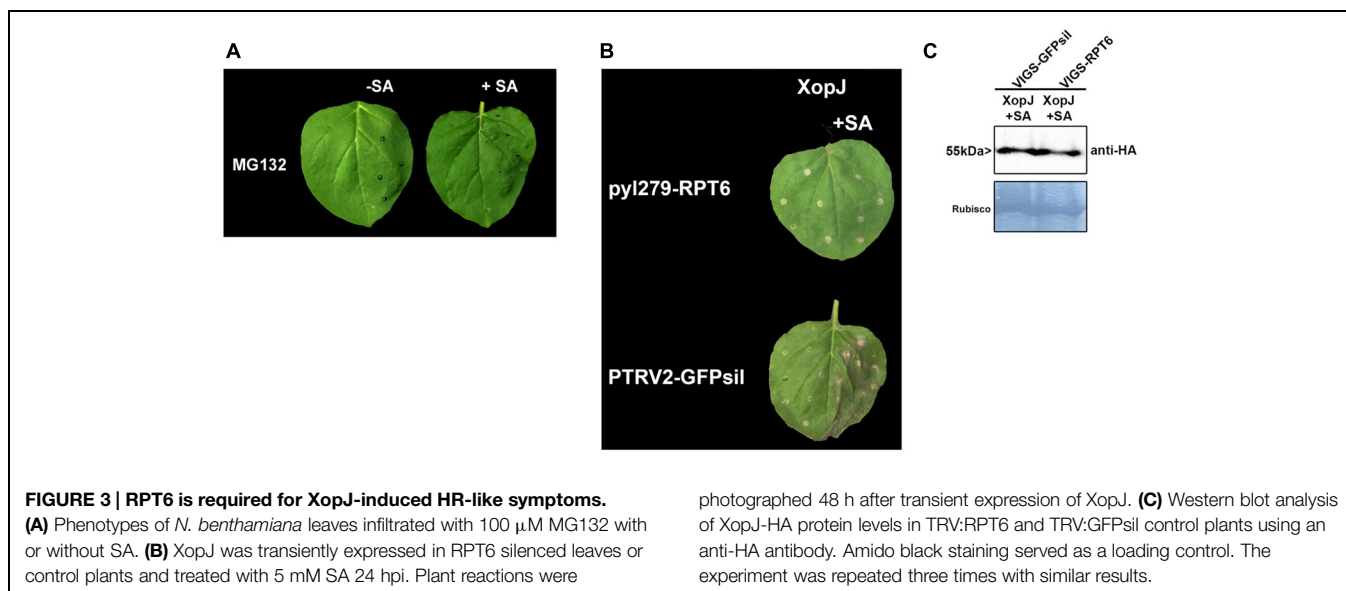 A
-SA
+ SA
MG132
B
XopJ
+SA
pyl279-RPT6
PTRV2-GFPsil
C
VIGS-GFPsil
VIGS-RPT6
XopJ XopJ
+SA +SA
55kDa>
anti-HA
Rubisco
FIGURE 3 | RPT6 is required for XopJ-induced HR-like symptoms.
(A) Phenotypes of N. benthamiana leaves infiltrated with 100 μM MG132 with
or without SA. (B) XopJ was transiently expressed in RPT6 silenced leaves or
control plants and treated with 5 mM SA 24 hpi. Plant reactions were
photographed 48 h after transient expression of XopJ. (C) Western blot analysis
of XopJ-HA protein levels in TRV:RPT6 and TRV:GFPsil control plants using an
anti-HA antibody. Amido black staining served as a loading control. The
experiment was repeated three times with similar results.